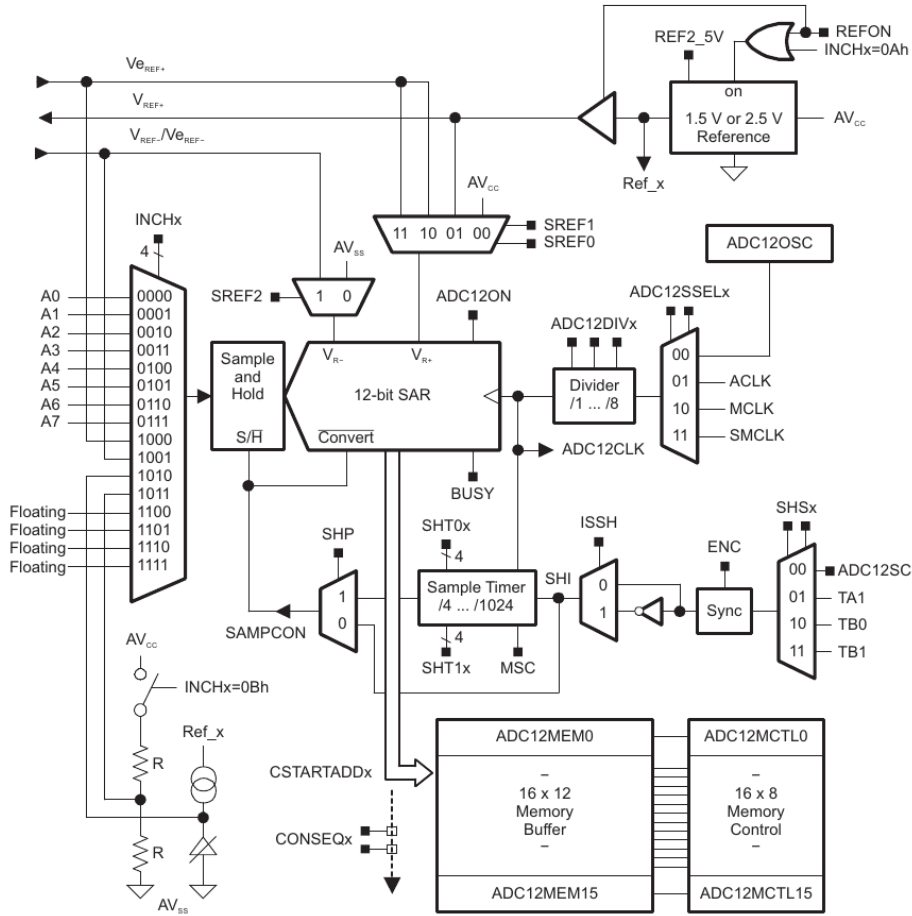 REFON
INCHx=0Ah
REF2_5V
VeREF+
on
VREF+
1.5 V or 2.5 V
Reference
AVCC
VREF−/VeREF−
Ref_x
AVCC
INCHx
4
11 10 01 00
SREF1
SREF0
ADC12OSC
AVSS
SREF2
1 0
ADC12ON
ADC12SSELx
A0 0000
A1 0001
A2 0010
A3 0011
A4 0100
A5 0101
A6 0110
A7 0111
1000
1001
1010
1011
Floating 1100
Floating 1101
Floating 1110
Floating 1111
Sample
and
Hold
S/H̅
VR−
VR+
12-bit SAR
C̅o̅n̅v̅e̅r̅t̅
BUSY
ADC12DIVx
Divider
/1 ... /8
00
01 ACLK
10 MCLK
11 SMCLK
ADC12CLK
SHP
1
0
SAMPCON
SHT0x
4
Sample Timer
/4 ... /1024
4
SHT1x
MSC
SHI
ISSH
0
1
ENC
Sync
SHSx
00 ADC12SC
01 TA1
10 TB0
11 TB1
AVCC
INCHx=0Bh
Ref_x
R
R
AVSS
CSTARTADDx
CONSEQx
ADC12MEM0
–
16 x 12
Memory
Buffer
–
ADC12MEM15
ADC12MCTL0
–
16 x 8
Memory
Control
–
ADC12MCTL15